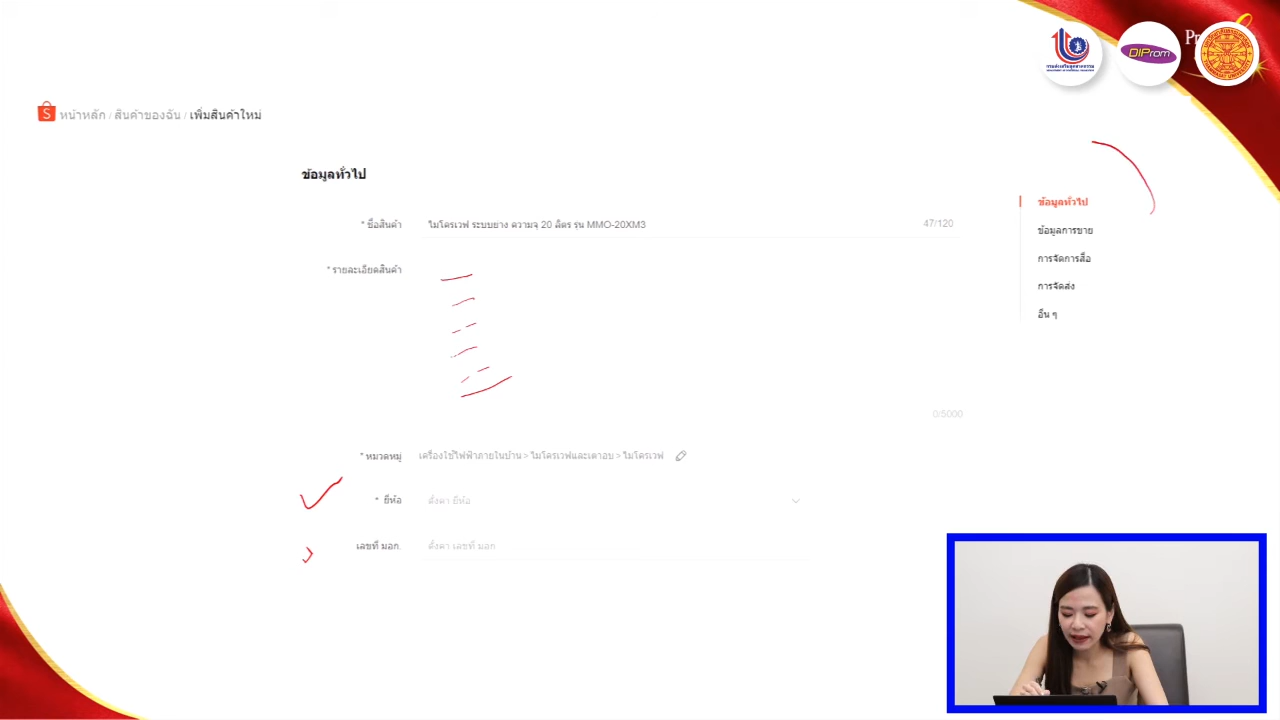 DIProm
หน้าหลัก / สินค้าของฉัน / เพิ่มสินค้าใหม่
ข้อมูลทั่วไป
* ชื่อสินค้า ไมโครเวฟ ระบบยาง ความจุ 20 ลิตร รุ่น MMO-20XM3 47/120
* รายละเอียดสินค้า
0/5000
* หมวดหมู่ เครื่องใช้ไฟฟ้าภายในบ้าน > ไมโครเวฟและเตาอบ > ไมโครเวฟ
* ยี่ห้อ ตั้งค่า ยี่ห้อ
เลขที่ มอก. ตั้งค่า เลขที่ มอก
ข้อมูลทั่วไป
ข้อมูลการขาย
การจัดการสื่อ
การจัดส่ง
อื่น ๆ